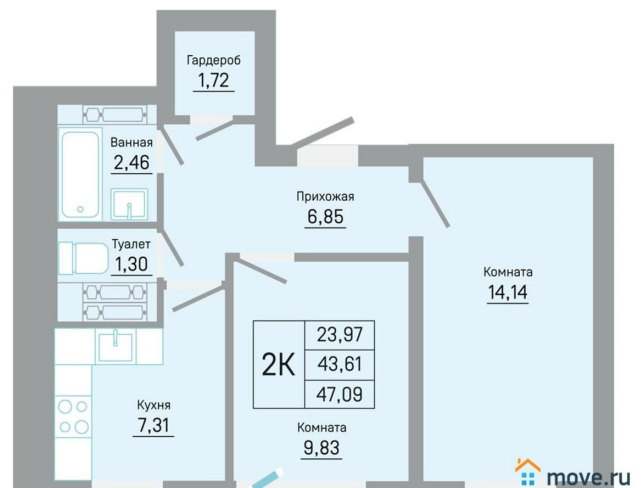 Гардероб
1,72
Ванная
2,46
Прихожая
6,85
Туалет
1,30
Комната
14,14
2К
23,97
43,61
47,09
Кухня
7,31
Комната
9,83
move.ru